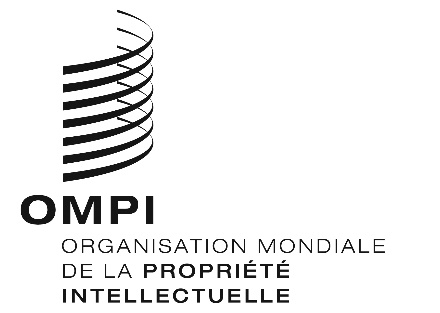 OMPI
ORGANISATION MONDIALE
DE LA PROPRIÉTÉ
INTELLECTUELLE